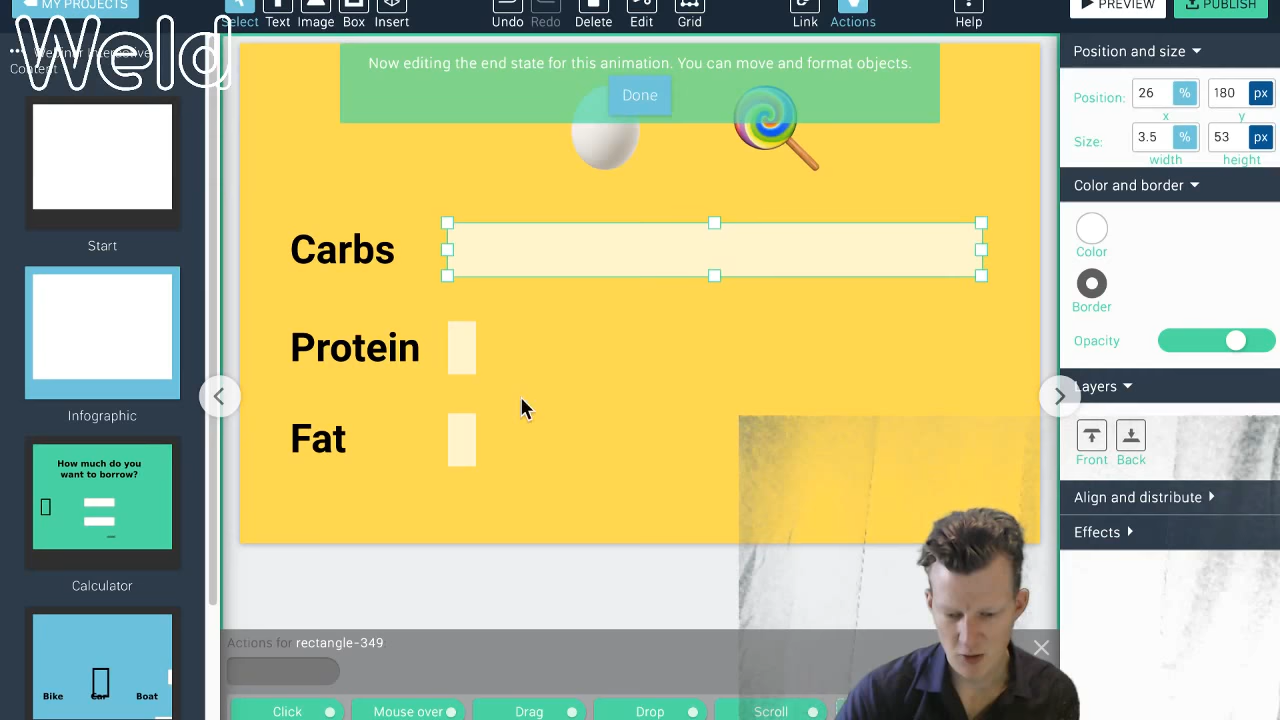 MY PROJECTS
Select
Text
Image
Box
Insert
Undo
Redo
Delete
Edit
Grid
Link
Actions
Help
PREVIEW
PUBLISH
Weld
Webinar Interactive
Content
Start
Infographic
How much do you
want to borrow?
Calculator
Bike
Car
Boat
Now editing the end state for this animation. You can move and format objects.
Done
Carbs
Protein
Fat
Actions for rectangle-349
Click
Mouse over
Drag
Drop
Scroll
Position and size
Position:
26
%
180
px
x
y
Size:
3.5
%
53
px
width
height
Color and border
Color
Border
Opacity
Layers
Front
Back
Align and distribute
Effects